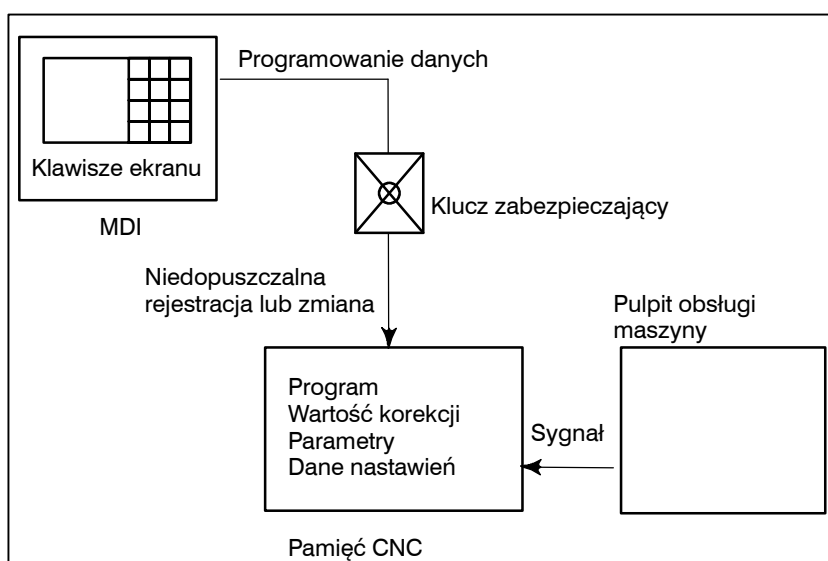 Programowanie danych
Klawisze ekranu
MDI
Klucz zabezpieczający
Niedopuszczalna
rejestracja lub zmiana
Pulpit obsługi
maszyny
Program
Wartość korekcji
Parametry
Dane nastawień
Sygnał
Pamięć CNC